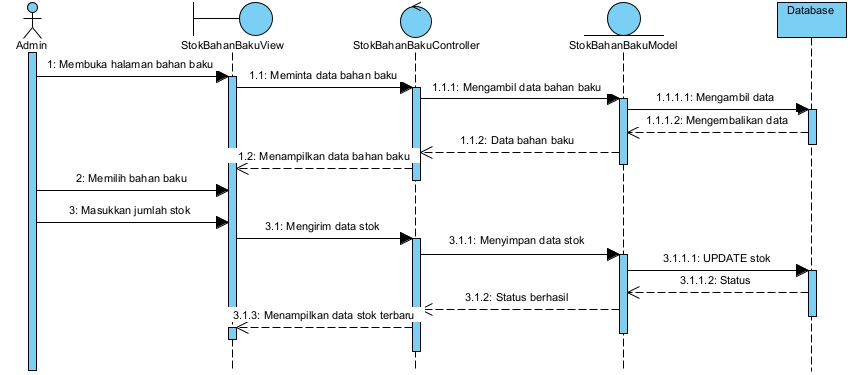 Admin
StokBahanBakuView
StokBahanBakuController
StokBahanBakuModel
Database
1: Membuka halaman bahan baku
1.1: Meminta data bahan baku
1.1.1: Mengambil data bahan baku
1.1.1.1: Mengambil data
1.1.1.2: Mengembalikan data
1.1.2: Data bahan baku
1.2: Menampilkan data bahan baku
2: Memilih bahan baku
3: Masukkan jumlah stok
3.1: Mengirim data stok
3.1.1: Menyimpan data stok
3.1.1.1: UPDATE stok
3.1.1.2: Status
3.1.2: Status berhasil
3.1.3: Menampilkan data stok terbaru